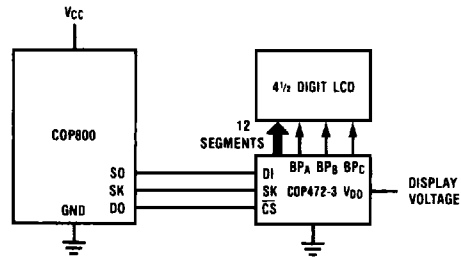 VCC
COP800
SO
SK
GND DO
4½ DIGIT LCD
12
SEGMENTS
DI BPA BPB BPC
SK COP472-3 VDD
CS
DISPLAY
VOLTAGE